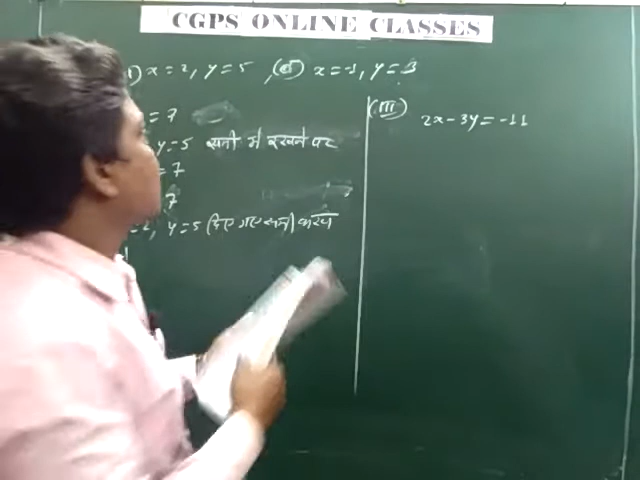 CGPS ONLINE CLASSES
) x = 2, y = 5 , (ii) x = -1, y = 3
= 7
y = 5 समी में रखने पर
= 7
7
= 2, y = 5 दिए गए समीकरण
(III) 2x - 3y = -11